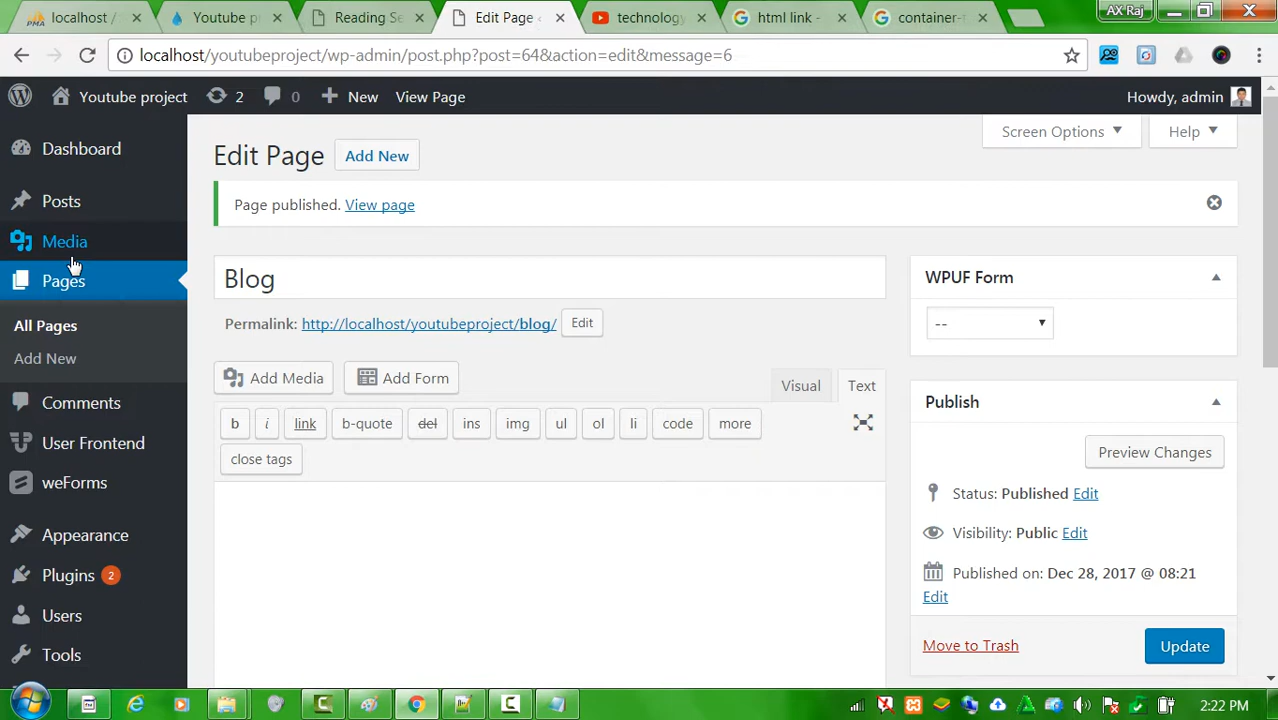 localhost /
Youtube p
Reading Se
Edit Page
technology
html link -
container-
AX Raj
localhost/youtubeproject/wp-admin/post.php?post=64&action=edit&message=6
Youtube project
2
0
New
View Page
Howdy, admin
Dashboard
Posts
Media
Pages
All Pages
Add New
Comments
User Frontend
weForms
Appearance
Plugins 2
Users
Tools
Screen Options
Help
Edit Page
Add New
Page published. View page
Blog
Permalink: http://localhost/youtubeproject/blog/
Edit
Add Media
Add Form
Visual
Text
b
i
link
b-quote
del
ins
img
ul
ol
li
code
more
close tags
WPUF Form
--
Publish
Preview Changes
Status: Published Edit
Visibility: Public Edit
Published on: Dec 28, 2017 @ 08:21
Edit
Move to Trash
Update
2:22 PM